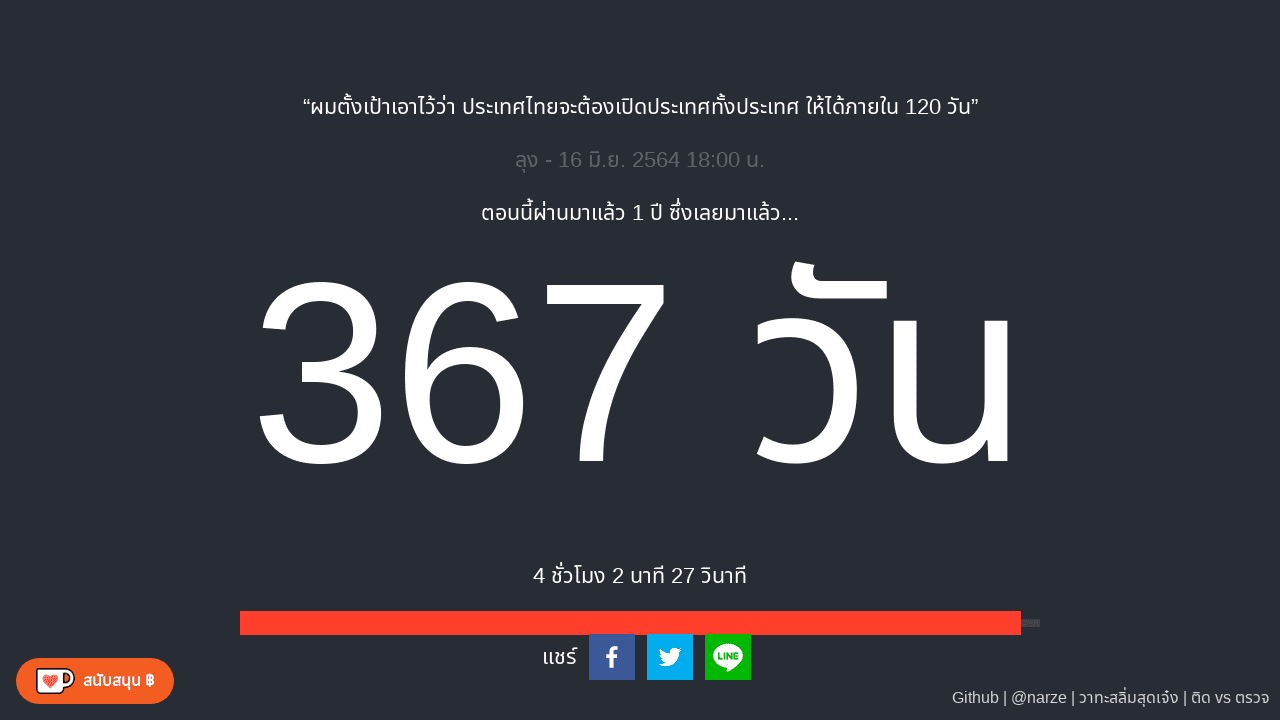 “ผมตั้งเป้าเอาไว้ว่า ประเทศไทยจะต้องเปิดประเทศทั้งประเทศ ให้ได้ภายใน 120 วัน”
ลุง - 16 มิ.ย. 2564 18:00 น.
ตอนนี้ผ่านมาแล้ว 1 ปี ซึ่งเลยมาแล้ว...
367 วัน
4 ชั่วโมง 2 นาที 27 วินาที
แชร์
LINE
สนับสนุน ฿
Github | @narze | วาทะสลิ่มสุดเจ๋ง | ติด vs ตรวจ